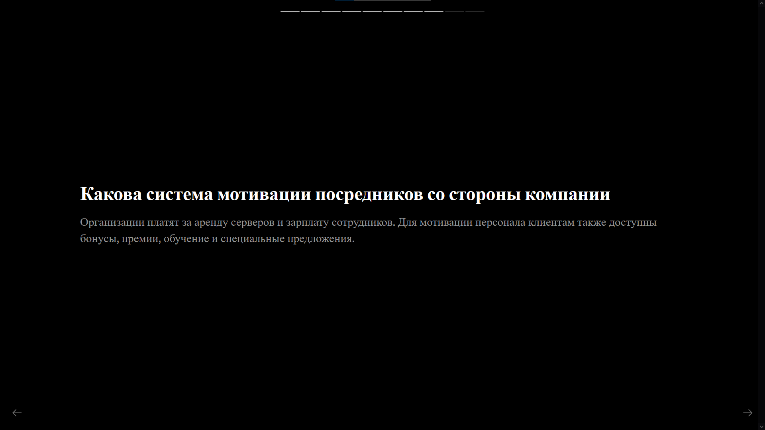 Какова система мотивации посредников со стороны компании
Организации платят за аренду серверов и зарплату сотрудников. Для мотивации персонала клиентам также доступны
бонусы, премии, обучение и специальные предложения.